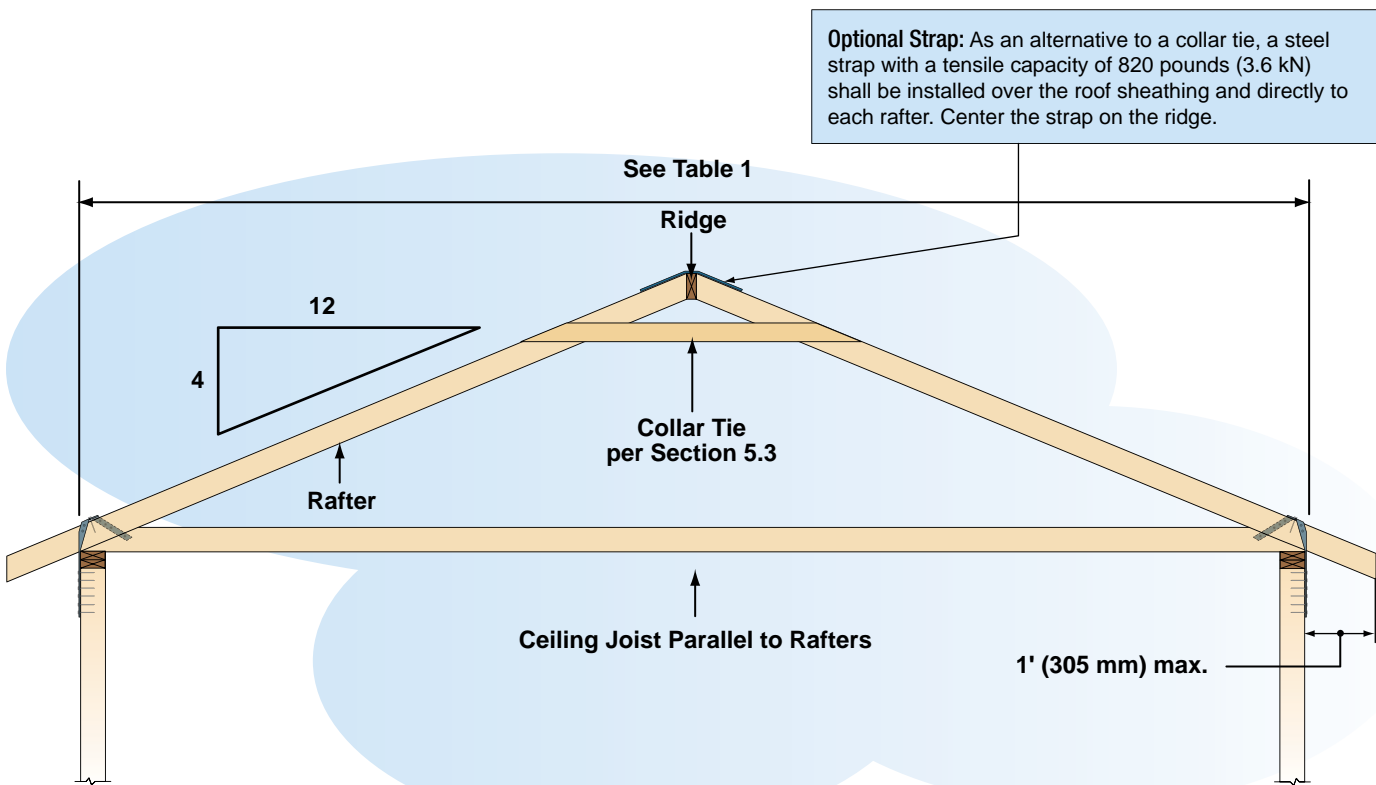 Optional Strap: As an alternative to a collar tie, a steel
strap with a tensile capacity of 820 pounds (3.6 kN)
shall be installed over the roof sheathing and directly to
each rafter. Center the strap on the ridge.
See Table 1
Ridge
12
4
Collar Tie
per Section 5.3
Rafter
Ceiling Joist Parallel to Rafters
1' (305 mm) max.